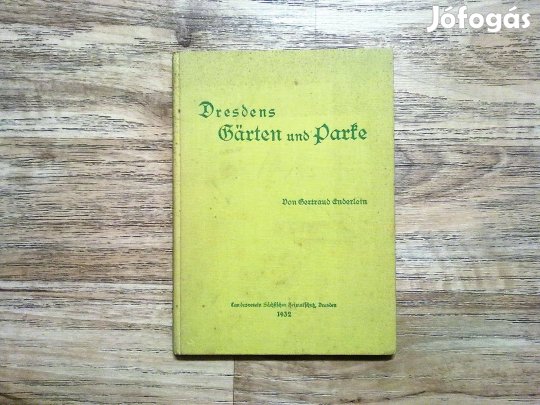 Jófogás
Dresdens
Gärten und Parke
Von Gertraud Enderlein
Landesverein Sächsischer Heimatschutz, Dresden
1932